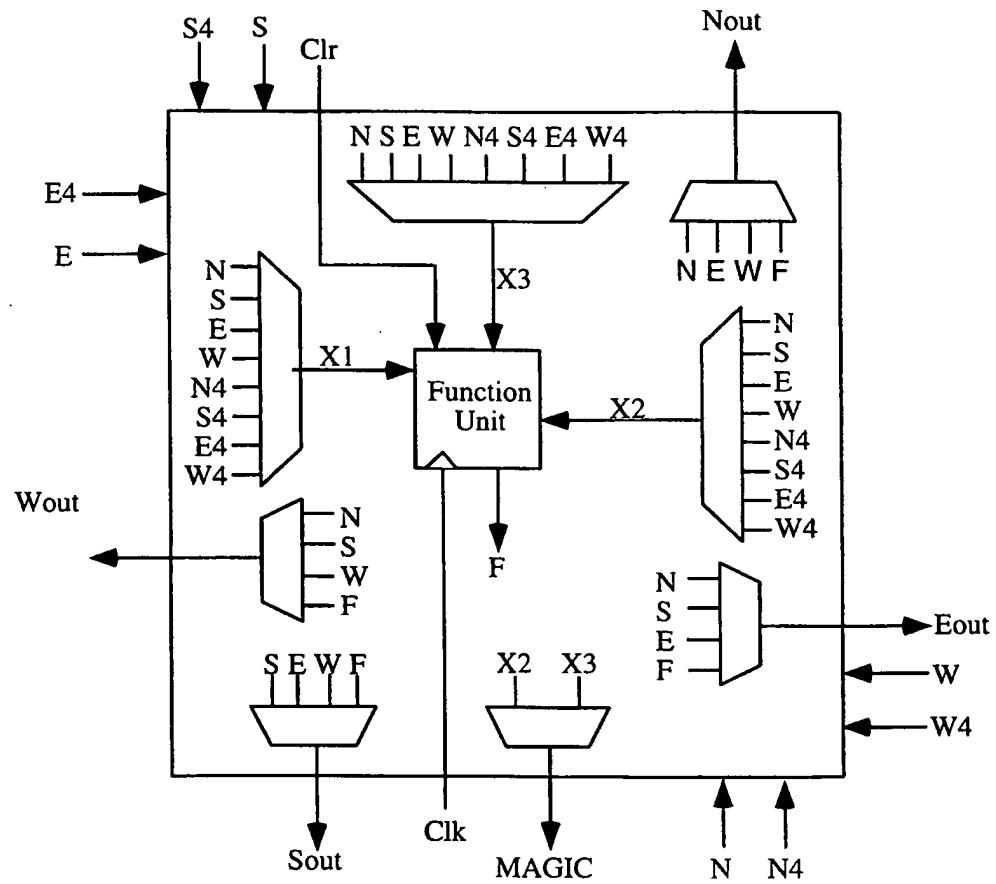 S4 S Clr Nout
N S E W N4 S4 E4 W4
E4
E
N E W F
X3
N
S
E
W
N4
S4
E4
W4
X1
Function
Unit
X2
N
S
E
W
N4
S4
E4
W4
Wout
N
S
W
F
F
N
S
E
F
Eout
W
W4
S E W F
X2 X3
Clk
Sout
MAGIC
N N4